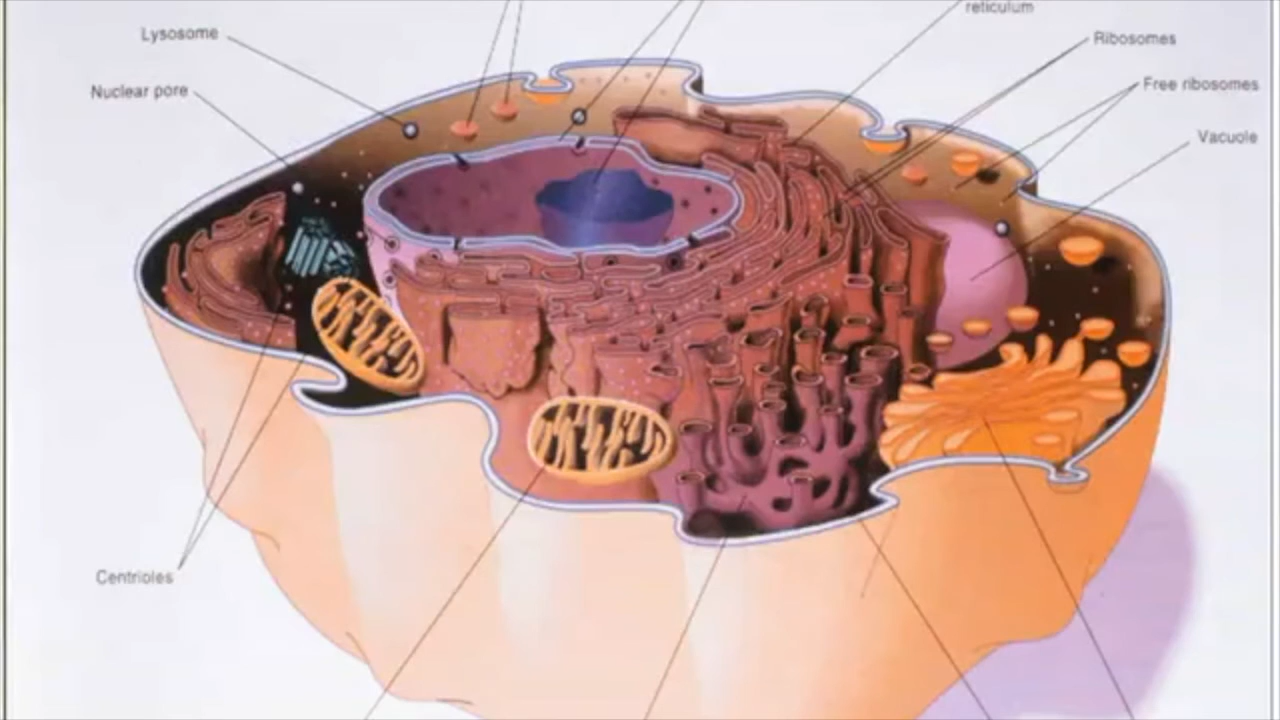 reticulum
Lysosome
Ribosomes
Nuclear pore
Free ribosomes
Vacuole
Centrioles